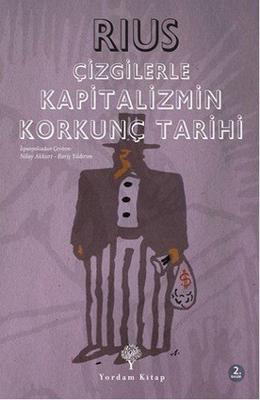 RIUS
ÇİZGİLERLE
KAPİTALİZMİN
KORKUNÇ TARİHİ
İspanyolcadan Çeviren:
Nilay Akkurt - Barış Yıldırım
$
Yordam Kitap
2.
BASKI